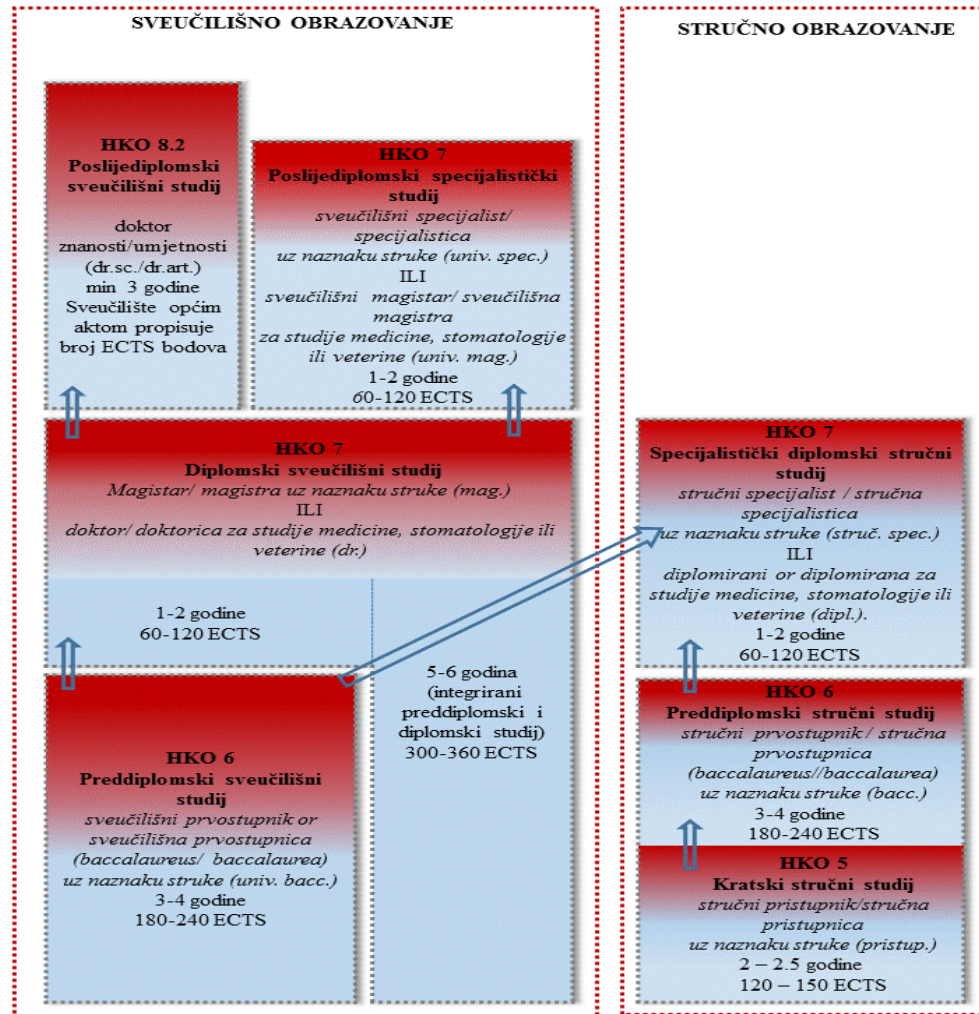 SVEUČILIŠNO OBRAZOVANJE
HKO 8.2
Poslijediplomski
sveučilišni studij
doktor
znanosti/umjetnosti
(dr.sc./dr.art.)
min 3 godine
Sveučilište općim
aktom propisuje
broj ECTS bodova
HKO 7
Poslijediplomski specijalistički
studij
sveučilišni specijalist/
specijalistica
uz naznaku struke (univ. spec.)
ILI
sveučilišni magistar/ sveučilišna
magistra
za studije medicine, stomatologije
ili veterine (univ. mag.)
1-2 godine
60-120 ECTS
HKO 7
Diplomski sveučilišni studij
Magistar/ magistra uz naznaku struke (mag.)
ILI
doktor/ doktorica za studije medicine, stomatologije ili
veterine (dr.)
1-2 godine
60-120 ECTS
5-6 godina
(integrirani
preddiplomski i
diplomski studij)
300-360 ECTS
HKO 6
Preddiplomski sveučilišni
studij
sveučilišni prvostupnik or
sveučilišna prvostupnica
(baccalaureus/ baccalaurea)
uz naznaku struke (univ. bacc.)
3-4 godine
180-240 ECTS
STRUČNO OBRAZOVANJE
HKO 7
Specijalistički diplomski stručni
studij
stručni specijalist / stručna
specijalistica
uz naznaku struke (struč. spec.)
ILI
diplomirani or diplomirana za
studije medicine, stomatologije ili
veterine (dipl.).
1-2 godine
60-120 ECTS
HKO 6
Preddiplomski stručni studij
stručni prvostupnik / stručna
prvostupnica
(baccalaureus//baccalaurea)
uz naznaku struke (bacc.)
3-4 godine
180-240 ECTS
HKO 5
Kratski stručni studij
stručni pristupnik/stručna
pristupnica
uz naznaku struke (pristup.)
2 – 2.5 godine
120 – 150 ECTS